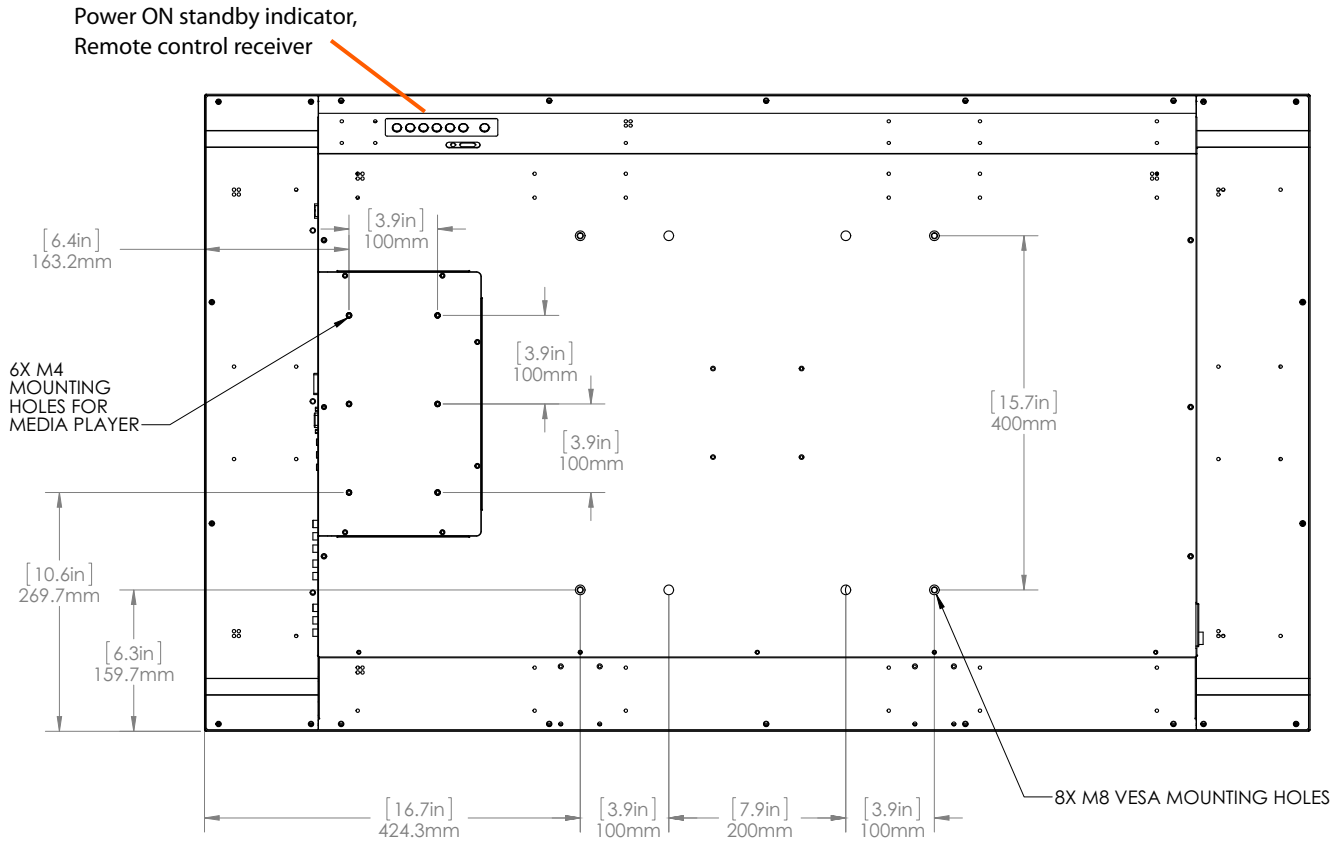 Power ON standby indicator,
Remote control receiver
[3.9in]
100mm
[6.4in]
163.2mm
[3.9in]
100mm
6X M4
MOUNTING
HOLES FOR
MEDIA PLAYER
[15.7in]
400mm
[3.9in]
100mm
[10.6in]
269.7mm
[6.3in]
159.7mm
8X M8 VESA MOUNTING HOLES
[16.7in]
424.3mm
[3.9in]
100mm
[7.9in]
200mm
[3.9in]
100mm